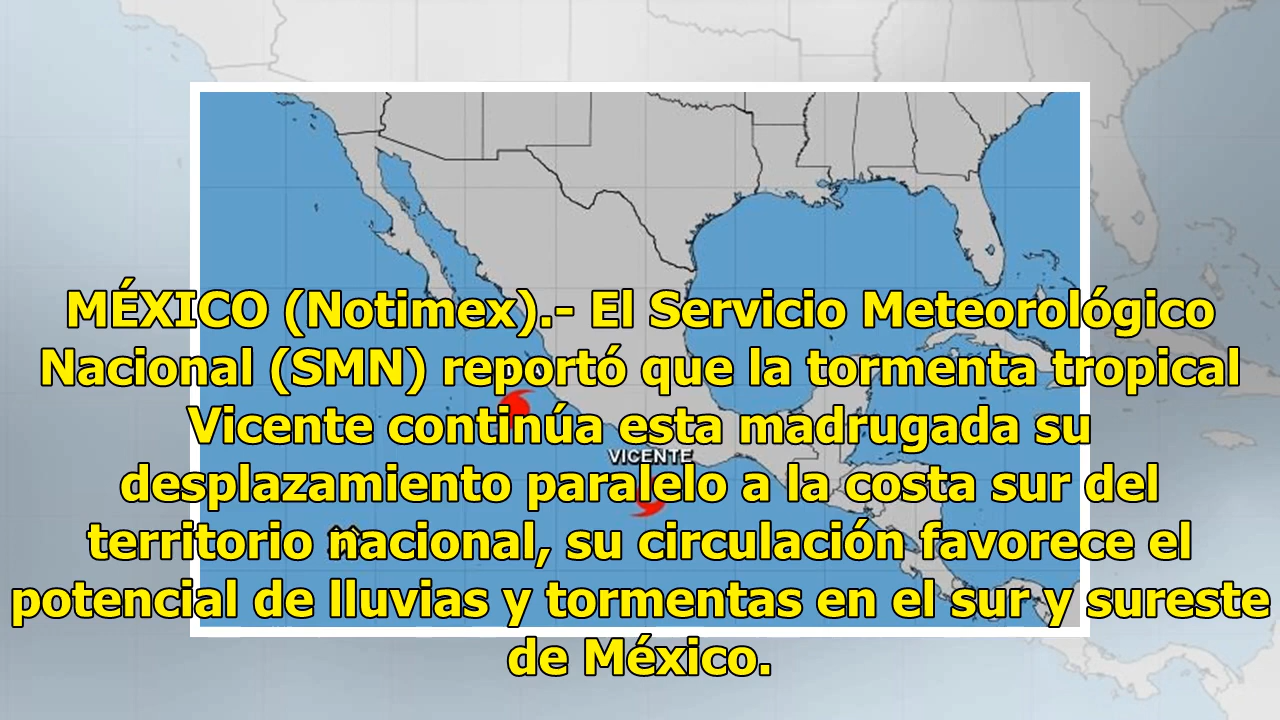 MÉXICO (Notimex).- El Servicio Meteorológico
Nacional (SMN) reportó que la tormenta tropical
Vicente continúa esta madrugada su
VICENTE
desplazamiento paralelo a la costa sur del
territorio nacional, su circulación favorece el
potencial de lluvias y tormentas en el sur y sureste
de México.